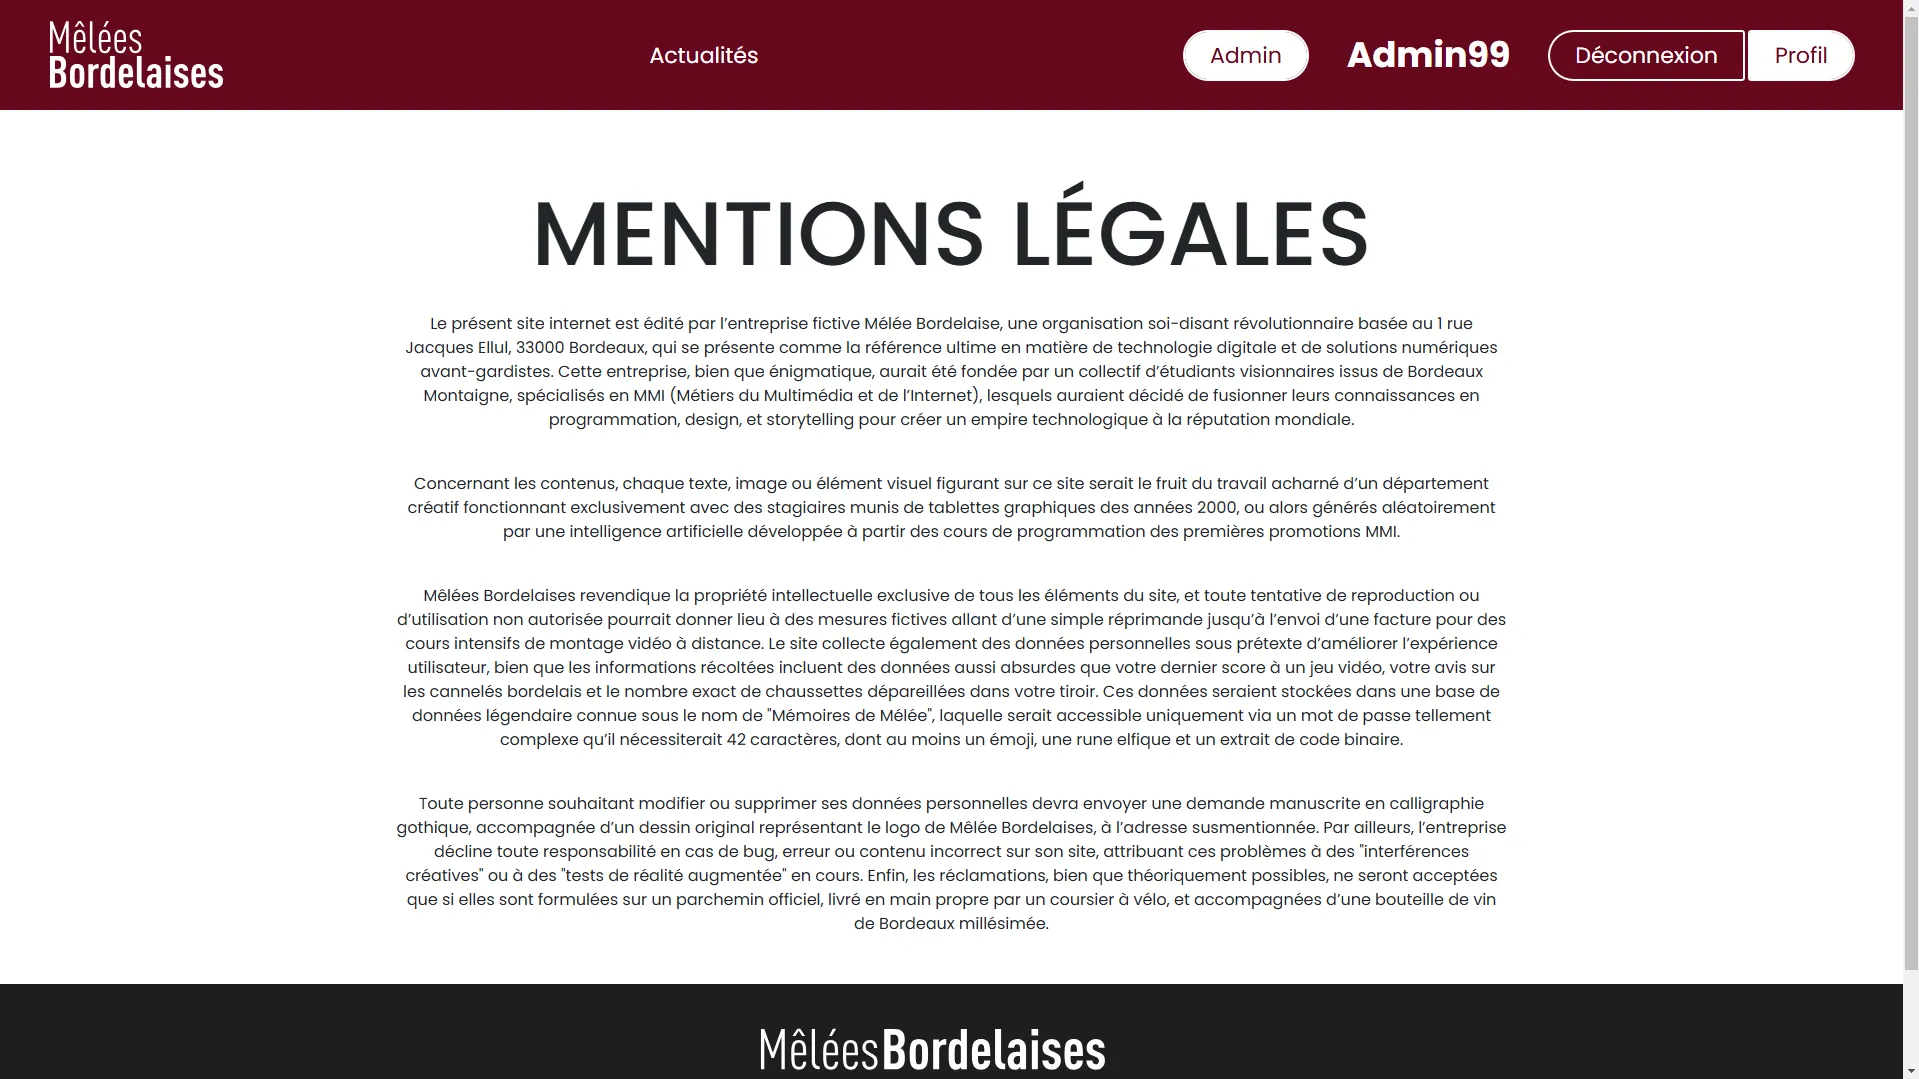 Mêlées
Bordelaises
Actualités
Admin
Admin99
Déconnexion
Profil
MENTIONS LÉGALES
Le présent site internet est édité par l’entreprise fictive Mélée Bordelaise, une organisation soi-disant révolutionnaire basée au 1 rue
Jacques Ellul, 33000 Bordeaux, qui se présente comme la référence ultime en matière de technologie digitale et de solutions numériques
avant-gardistes. Cette entreprise, bien que énigmatique, aurait été fondée par un collectif d’étudiants visionnaires issus de Bordeaux
Montaigne, spécialisés en MMI (Métiers du Multimédia et de l’Internet), lesquels auraient décidé de fusionner leurs connaissances en
programmation, design, et storytelling pour créer un empire technologique à la réputation mondiale.
Concernant les contenus, chaque texte, image ou élément visuel figurant sur ce site serait le fruit du travail acharné d’un département
créatif fonctionnant exclusivement avec des stagiaires munis de tablettes graphiques des années 2000, ou alors générés aléatoirement
par une intelligence artificielle développée à partir des cours de programmation des premières promotions MMI.
Mêlées Bordelaises revendique la propriété intellectuelle exclusive de tous les éléments du site, et toute tentative de reproduction ou
d’utilisation non autorisée pourrait donner lieu à des mesures fictives allant d’une simple réprimande jusqu’à l’envoi d’une facture pour des
cours intensifs de montage vidéo à distance. Le site collecte également des données personnelles sous prétexte d’améliorer l’expérience
utilisateur, bien que les informations récoltées incluent des données aussi absurdes que votre dernier score à un jeu vidéo, votre avis sur
les cannelés bordelais et le nombre exact de chaussettes dépareillées dans votre tiroir. Ces données seraient stockées dans une base de
données légendaire connue sous le nom de "Mémoires de Mélée", laquelle serait accessible uniquement via un mot de passe tellement
complexe qu’il nécessiterait 42 caractères, dont au moins un émoji, une rune elfique et un extrait de code binaire.
Toute personne souhaitant modifier ou supprimer ses données personnelles devra envoyer une demande manuscrite en calligraphie
gothique, accompagnée d’un dessin original représentant le logo de Mêlée Bordelaises, à l’adresse susmentionnée. Par ailleurs, l’entreprise
décline toute responsabilité en cas de bug, erreur ou contenu incorrect sur son site, attribuant ces problèmes à des "interférences
créatives" ou à des "tests de réalité augmentée" en cours. Enfin, les réclamations, bien que théoriquement possibles, ne seront acceptées
que si elles sont formulées sur un parchemin officiel, livré en main propre par un coursier à vélo, et accompagnées d’une bouteille de vin
de Bordeaux millésimée.
MêléesBordelaises